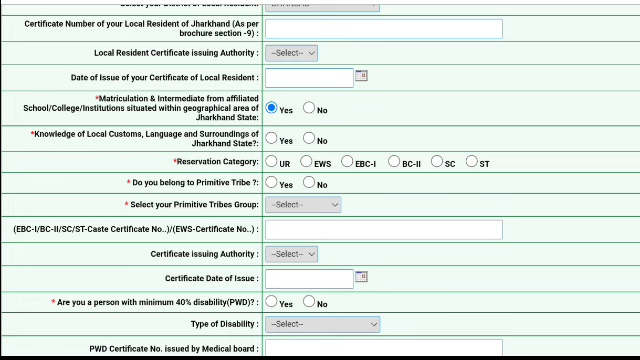 Certificate Number of your Local Resident of Jharkhand (As per
brochure section -9) :
Local Resident Certificate issuing Authority :
--Select--
Date of Issue of your Certificate of Local Resident :
*Matriculation & Intermediate from affiliated
School/College/Institutions situated within geographical area of
Jharkhand State:
Yes No
*Knowledge of Local Customs, Language and Surroundings of
Jharkhand State?:
Yes No
*Reservation Category:
UR EWS EBC-I BC-II SC ST
* Do you belong to Primitive Tribe ?:
Yes No
* Select your Primitive Tribes Group:
--Select--
(EBC-I/BC-II/SC/ST-Caste Certificate No..)/(EWS-Certificate No..) :
Certificate issuing Authority :
--Select--
Certificate Date of Issue :
* Are you a person with minimum 40% disability(PWD)? :
Yes No
Type of Disability :
--Select--
PWD Certificate No. issued by Medical board :